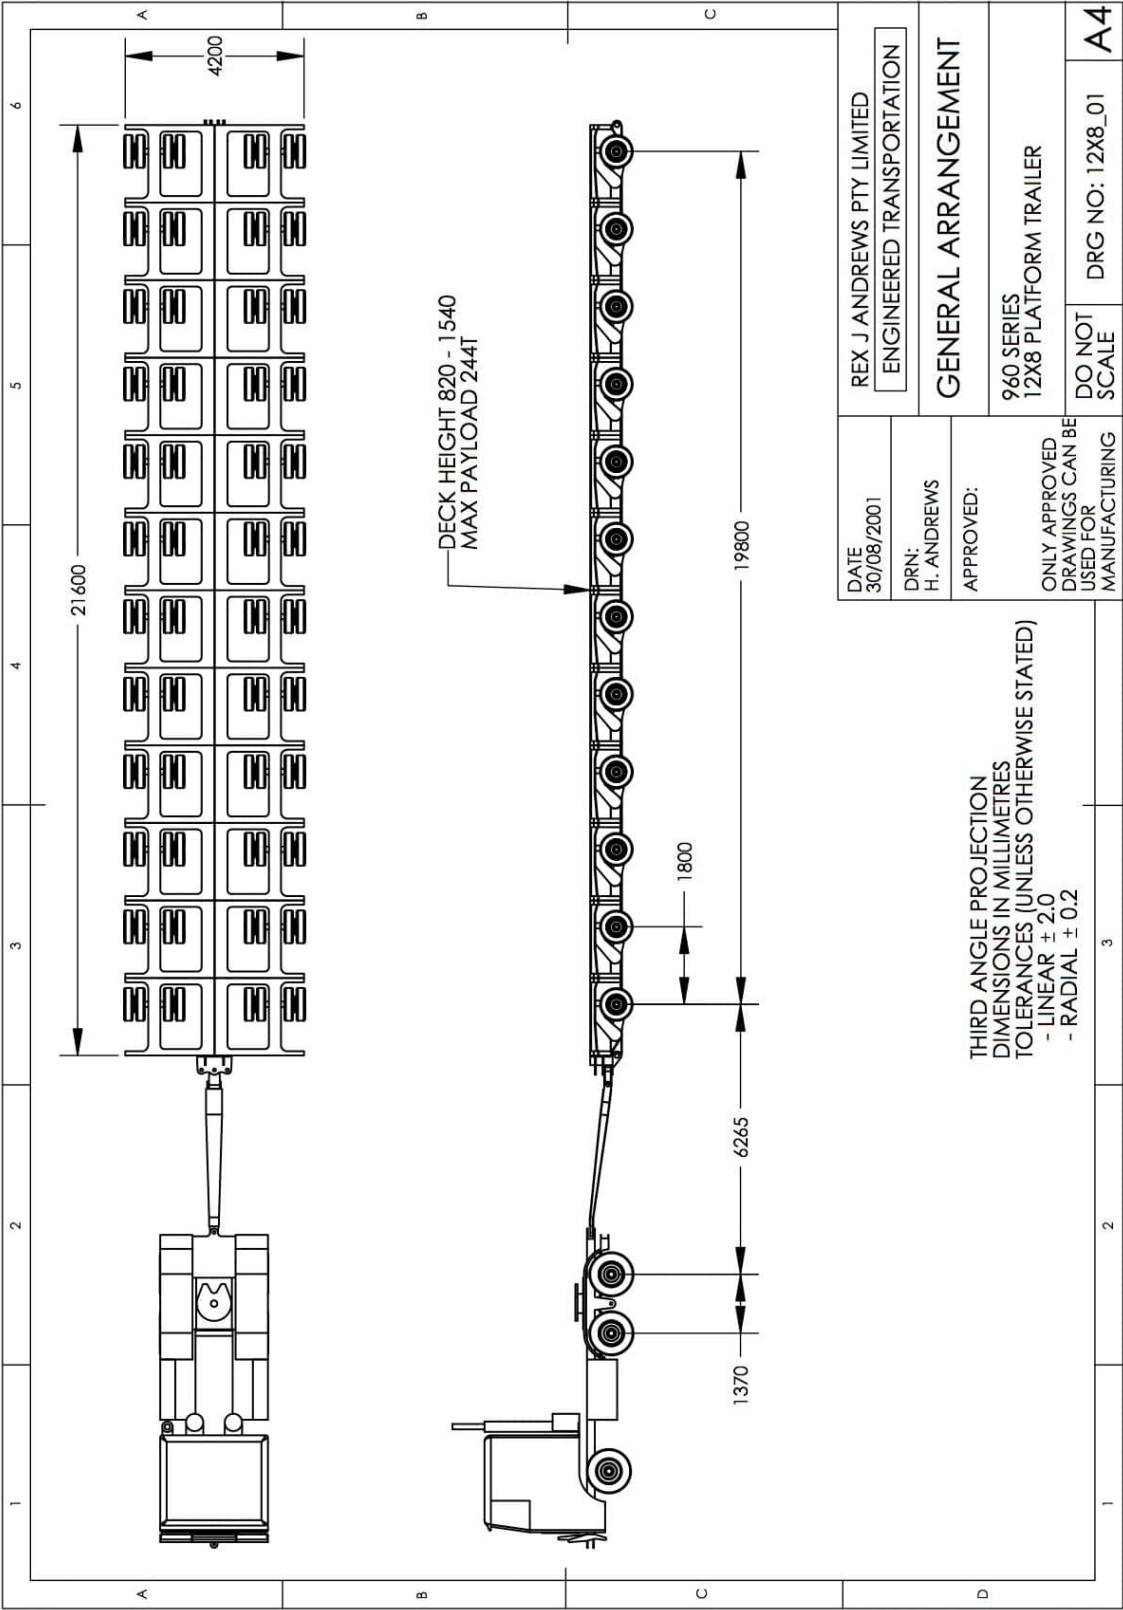 1
2
3
4
5
6
A
A
21600
4200
B
B
DECK HEIGHT 820 - 1540
MAX PAYLOAD 244T
C
C
1370
6265
1800
19800
D
THIRD ANGLE PROJECTION
DIMENSIONS IN MILLIMETRES
TOLERANCES (UNLESS OTHERWISE STATED)
- LINEAR ± 2.0
- RADIAL ± 0.2
1
2
3
DATE
30/08/2001
DRN:
H. ANDREWS
APPROVED:
ONLY APPROVED
DRAWINGS CAN BE
USED FOR
MANUFACTURING
REX J ANDREWS PTY LIMITED
ENGINEERED TRANSPORTATION
GENERAL ARRANGEMENT
960 SERIES
12X8 PLATFORM TRAILER
DO NOT
SCALE
DRG NO: 12X8_01
A4